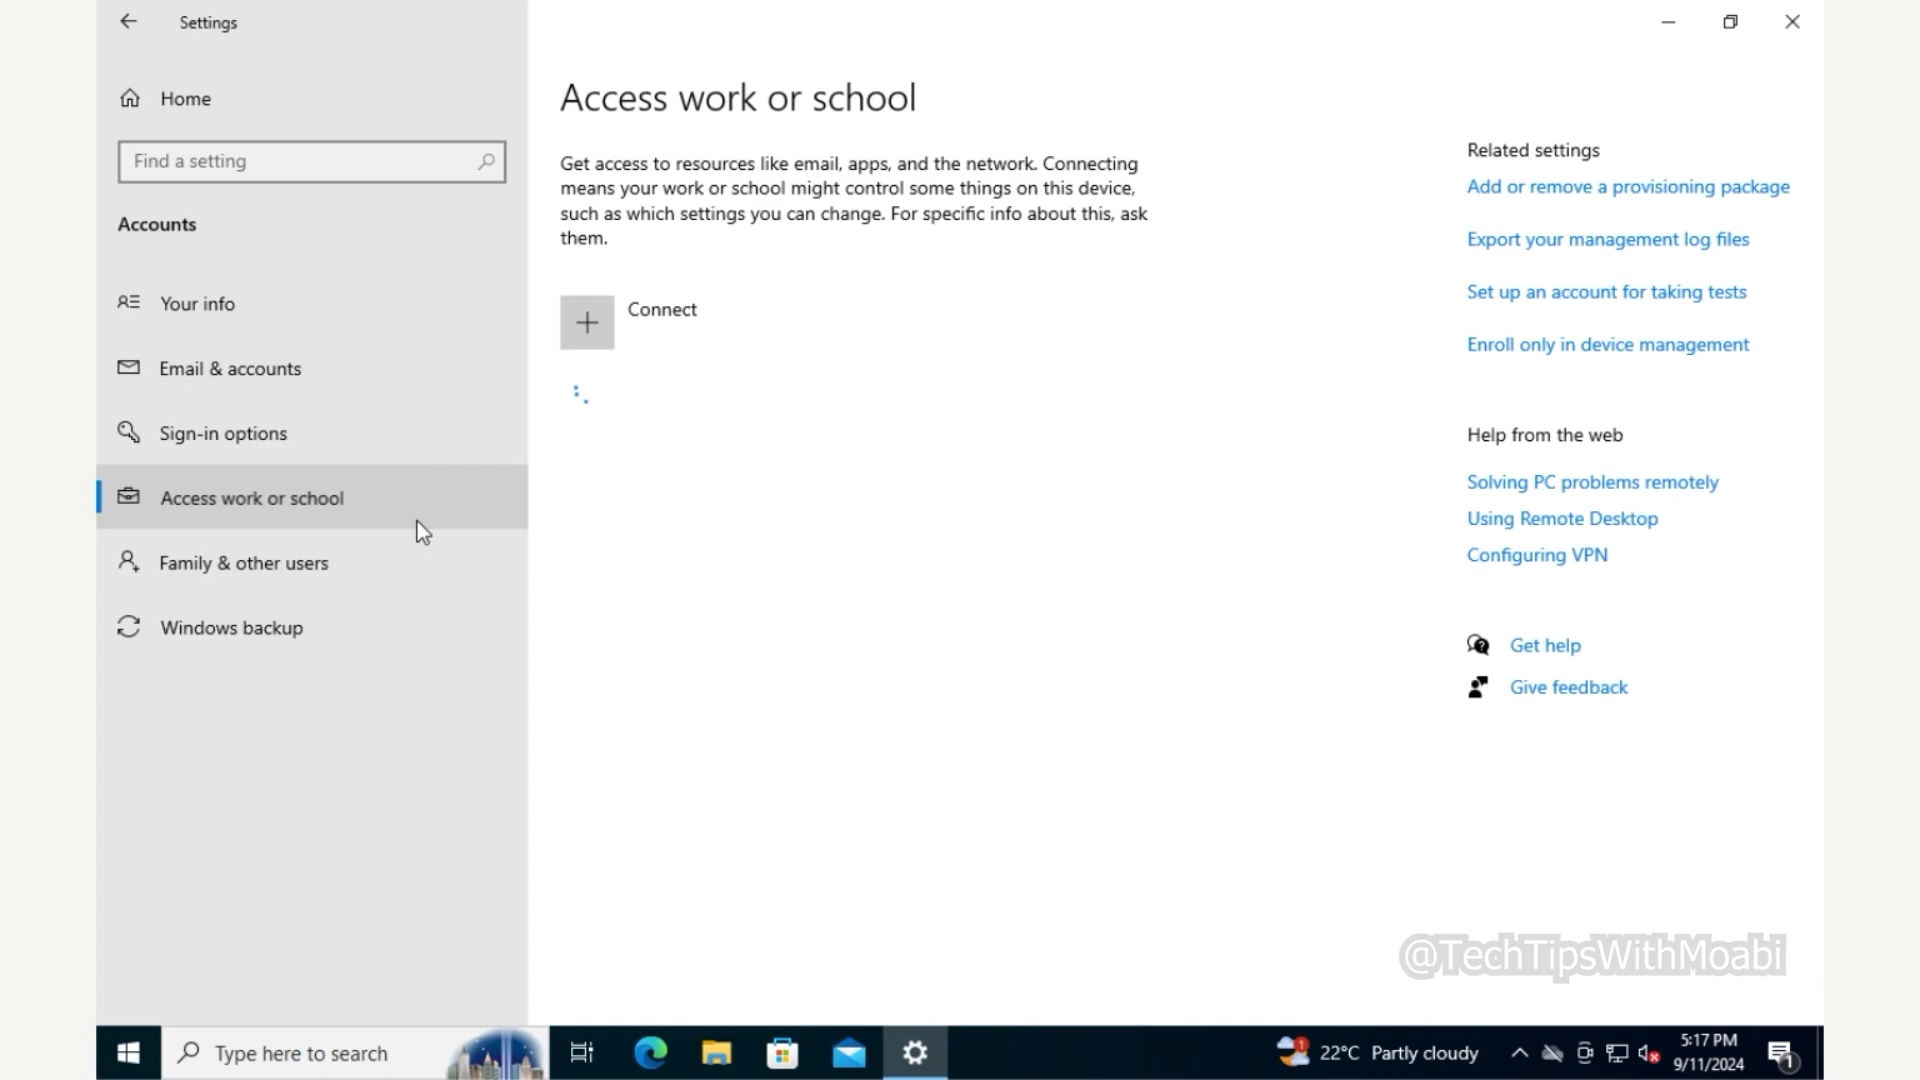 Settings
Home
Find a setting
Accounts
Your info
Email & accounts
Sign-in options
Access work or school
Family & other users
Windows backup
Access work or school
Get access to resources like email, apps, and the network. Connecting
means your work or school might control some things on this device,
such as which settings you can change. For specific info about this, ask
them.
Connect
Related settings
Add or remove a provisioning package
Export your management log files
Set up an account for taking tests
Enroll only in device management
Help from the web
Solving PC problems remotely
Using Remote Desktop
Configuring VPN
Get help
Give feedback
@TechTipsWithMoabi
Type here to search
1
22°C Partly cloudy
5:17 PM
9/11/2024
1